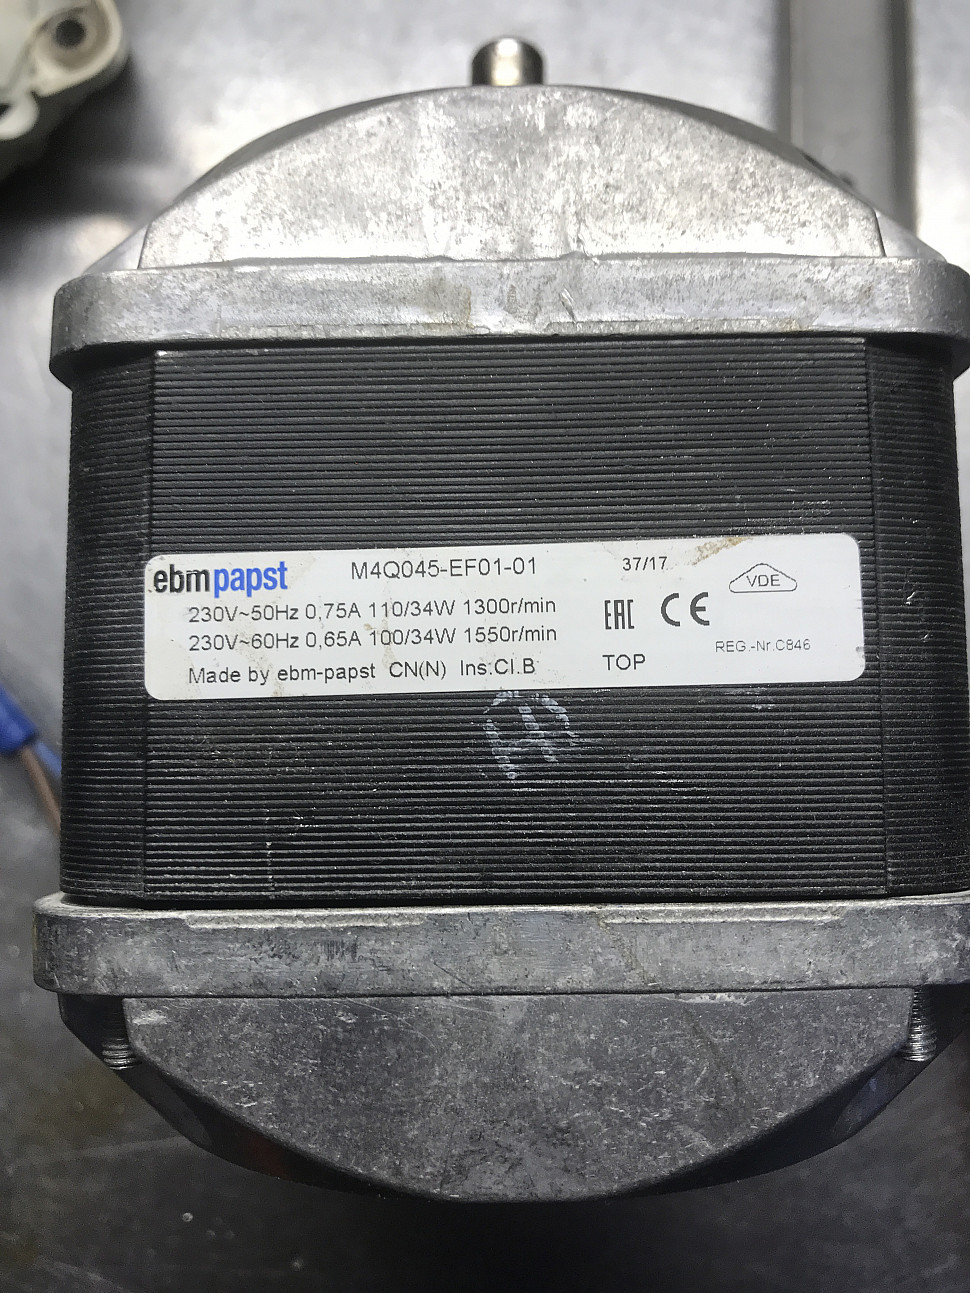 ebmpapst M4Q045-EF01-01 37/17 VDE
230V~50Hz 0,75A 110/34W 1300r/min
230V~60Hz 0,65A 100/34W 1550r/min
EAC CE
REG.-Nr.C846
Made by ebm-papst CN(N) Ins.Cl.B TOP
H